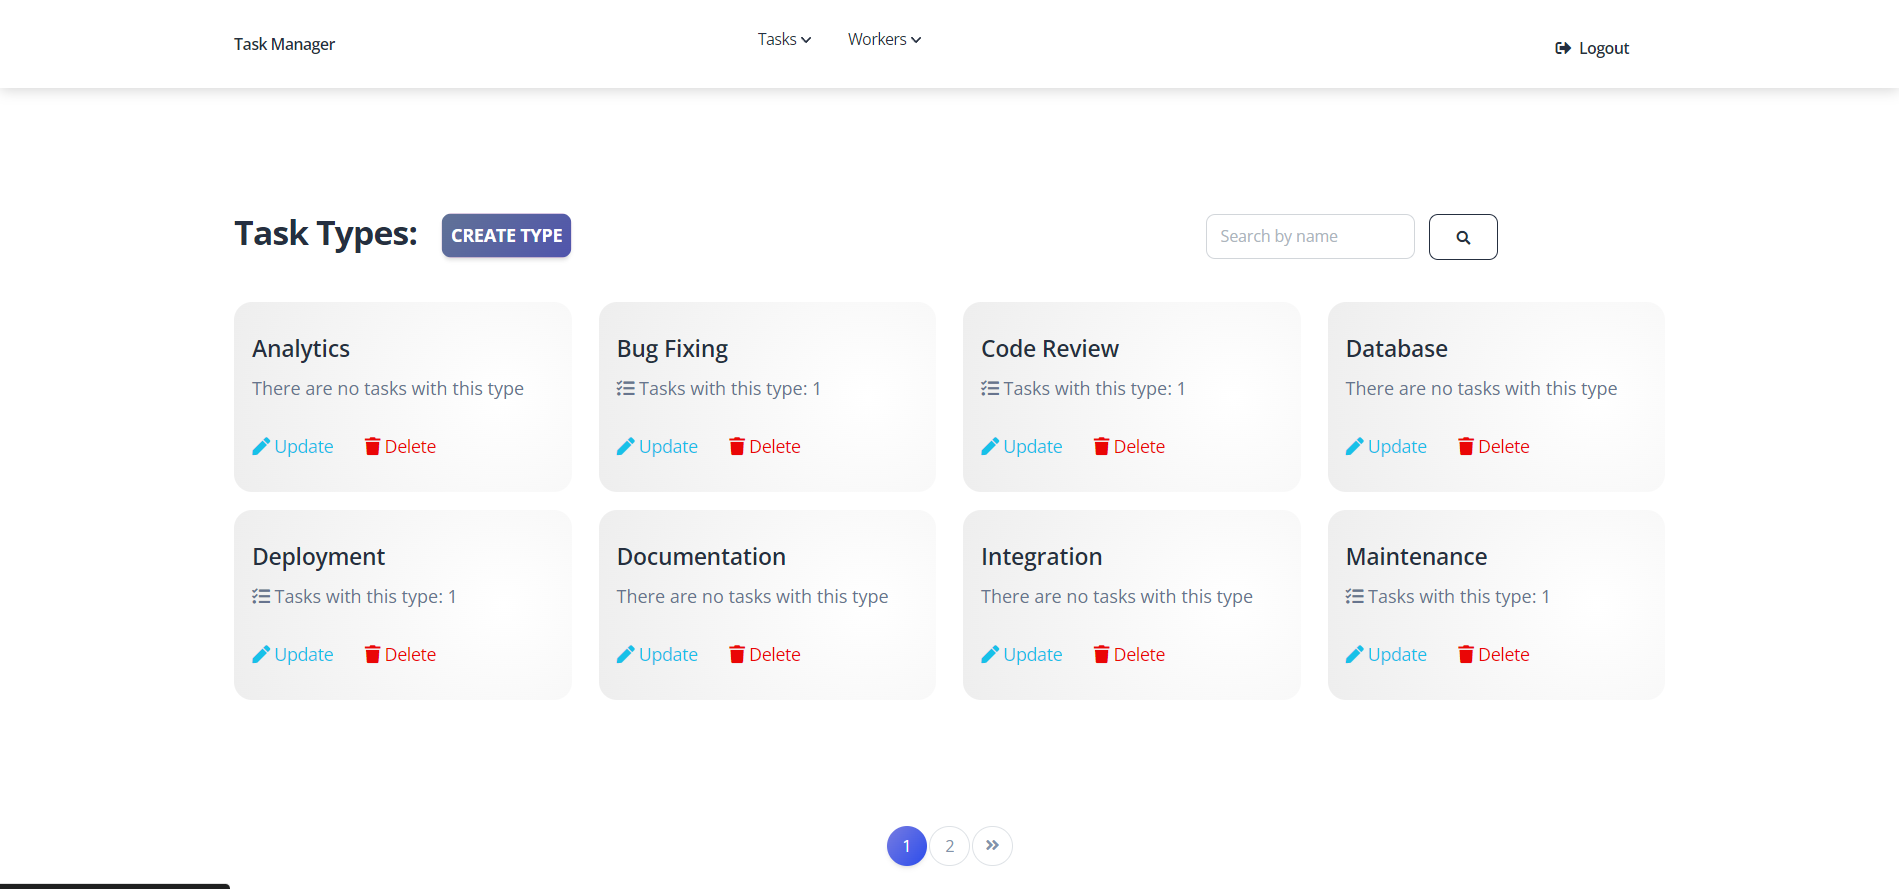 Task Manager
Tasks
Workers
Logout
Task Types:
CREATE TYPE
Search by name
Analytics
There are no tasks with this type
Update
Delete
Bug Fixing
Tasks with this type: 1
Update
Delete
Code Review
Tasks with this type: 1
Update
Delete
Database
There are no tasks with this type
Update
Delete
Deployment
Tasks with this type: 1
Update
Delete
Documentation
There are no tasks with this type
Update
Delete
Integration
There are no tasks with this type
Update
Delete
Maintenance
Tasks with this type: 1
Update
Delete
1
2
»